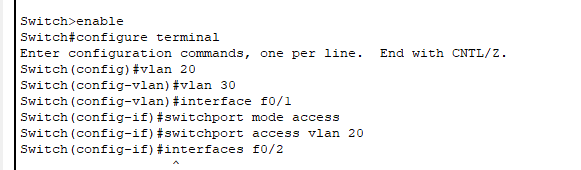 Switch>enable
Switch#configure terminal
Enter configuration commands, one per line.  End with CNTL/Z.
Switch(config)#vlan 20
Switch(config-vlan)#vlan 30
Switch(config-vlan)#interface f0/1
Switch(config-if)#switchport mode access
Switch(config-if)#switchport access vlan 20
Switch(config-if)#interfaces f0/2
^